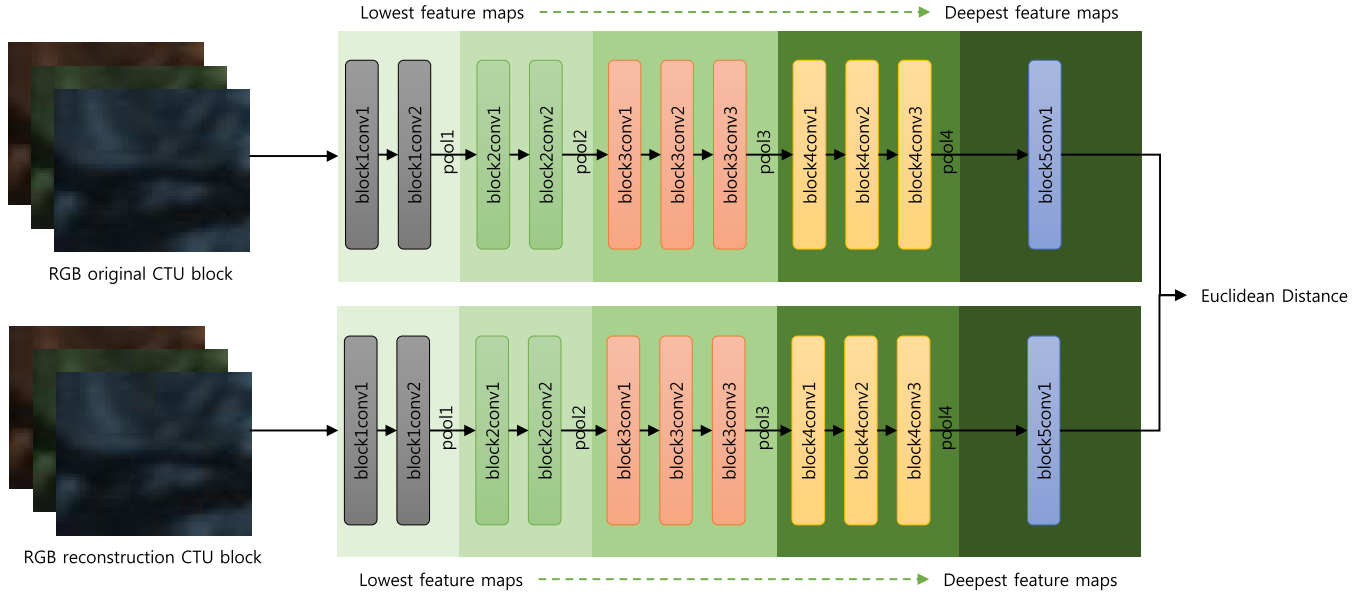 Lowest feature maps
Deepest feature maps
block1conv1
block1conv2
pool1
block2conv1
block2conv2
pool2
block3conv1
block3conv2
block3conv3
pool3
block4conv1
block4conv2
block4conv3
pool4
block5conv1
RGB original CTU block
Euclidean Distance
block1conv1
block1conv2
pool1
block2conv1
block2conv2
pool2
block3conv1
block3conv2
block3conv3
pool3
block4conv1
block4conv2
block4conv3
pool4
block5conv1
RGB reconstruction CTU block
Lowest feature maps
Deepest feature maps